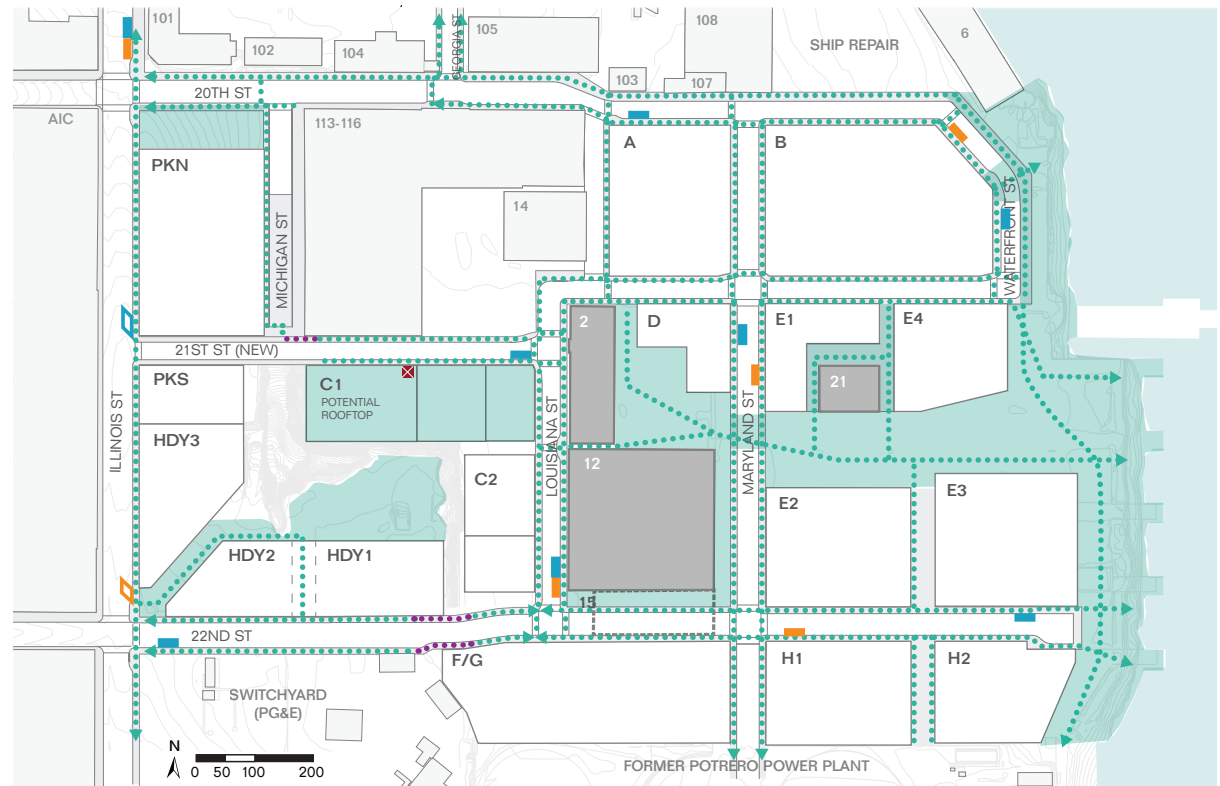 101
102
104
GEORGIA ST
105
108
SHIP REPAIR
6
103
107
20TH ST
AIC
113-116
A
B
PKN
14
MICHIGAN ST
WATERFRONT ST
2
D
E1
E4
21ST ST (NEW)
PKS
C1
POTENTIAL
ROOFTOP
21
ILLINOIS ST
HDY3
LOUISIANA ST
MARYLAND ST
12
C2
E2
E3
HDY2
HDY1
15
22ND ST
F/G
H1
H2
SWITCHYARD
(PG&E)
N
0 50 100 200
FORMER POTRERO POWER PLANT